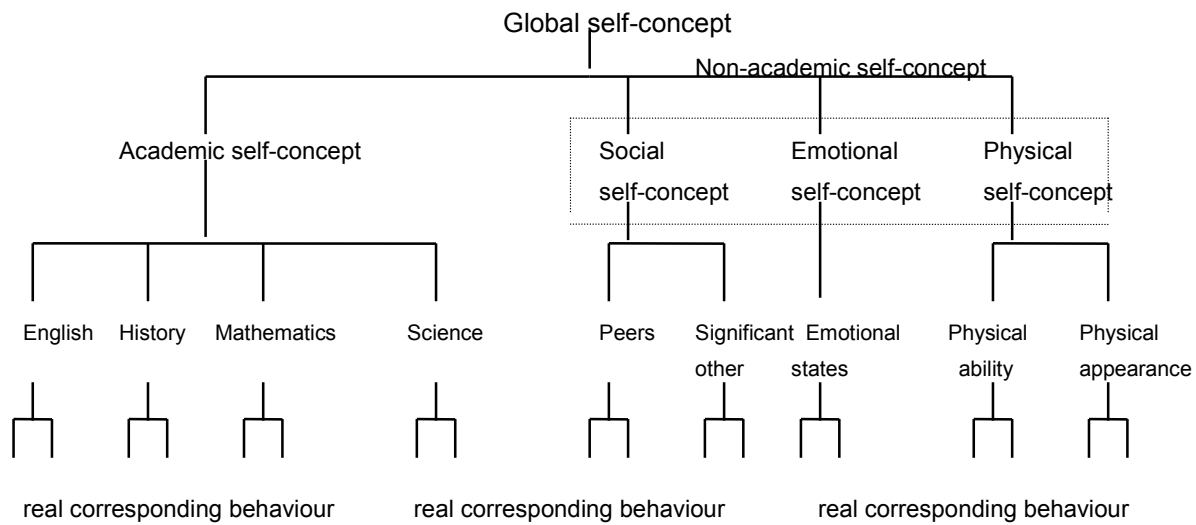 Global self-concept
Non-academic self-concept
Academic self-concept
Social
self-concept
Emotional
self-concept
Physical
self-concept
English
History
Mathematics
Science
Peers
Significant
other
Emotional
states
Physical
ability
Physical
appearance
real corresponding behaviour
real corresponding behaviour
real corresponding behaviour